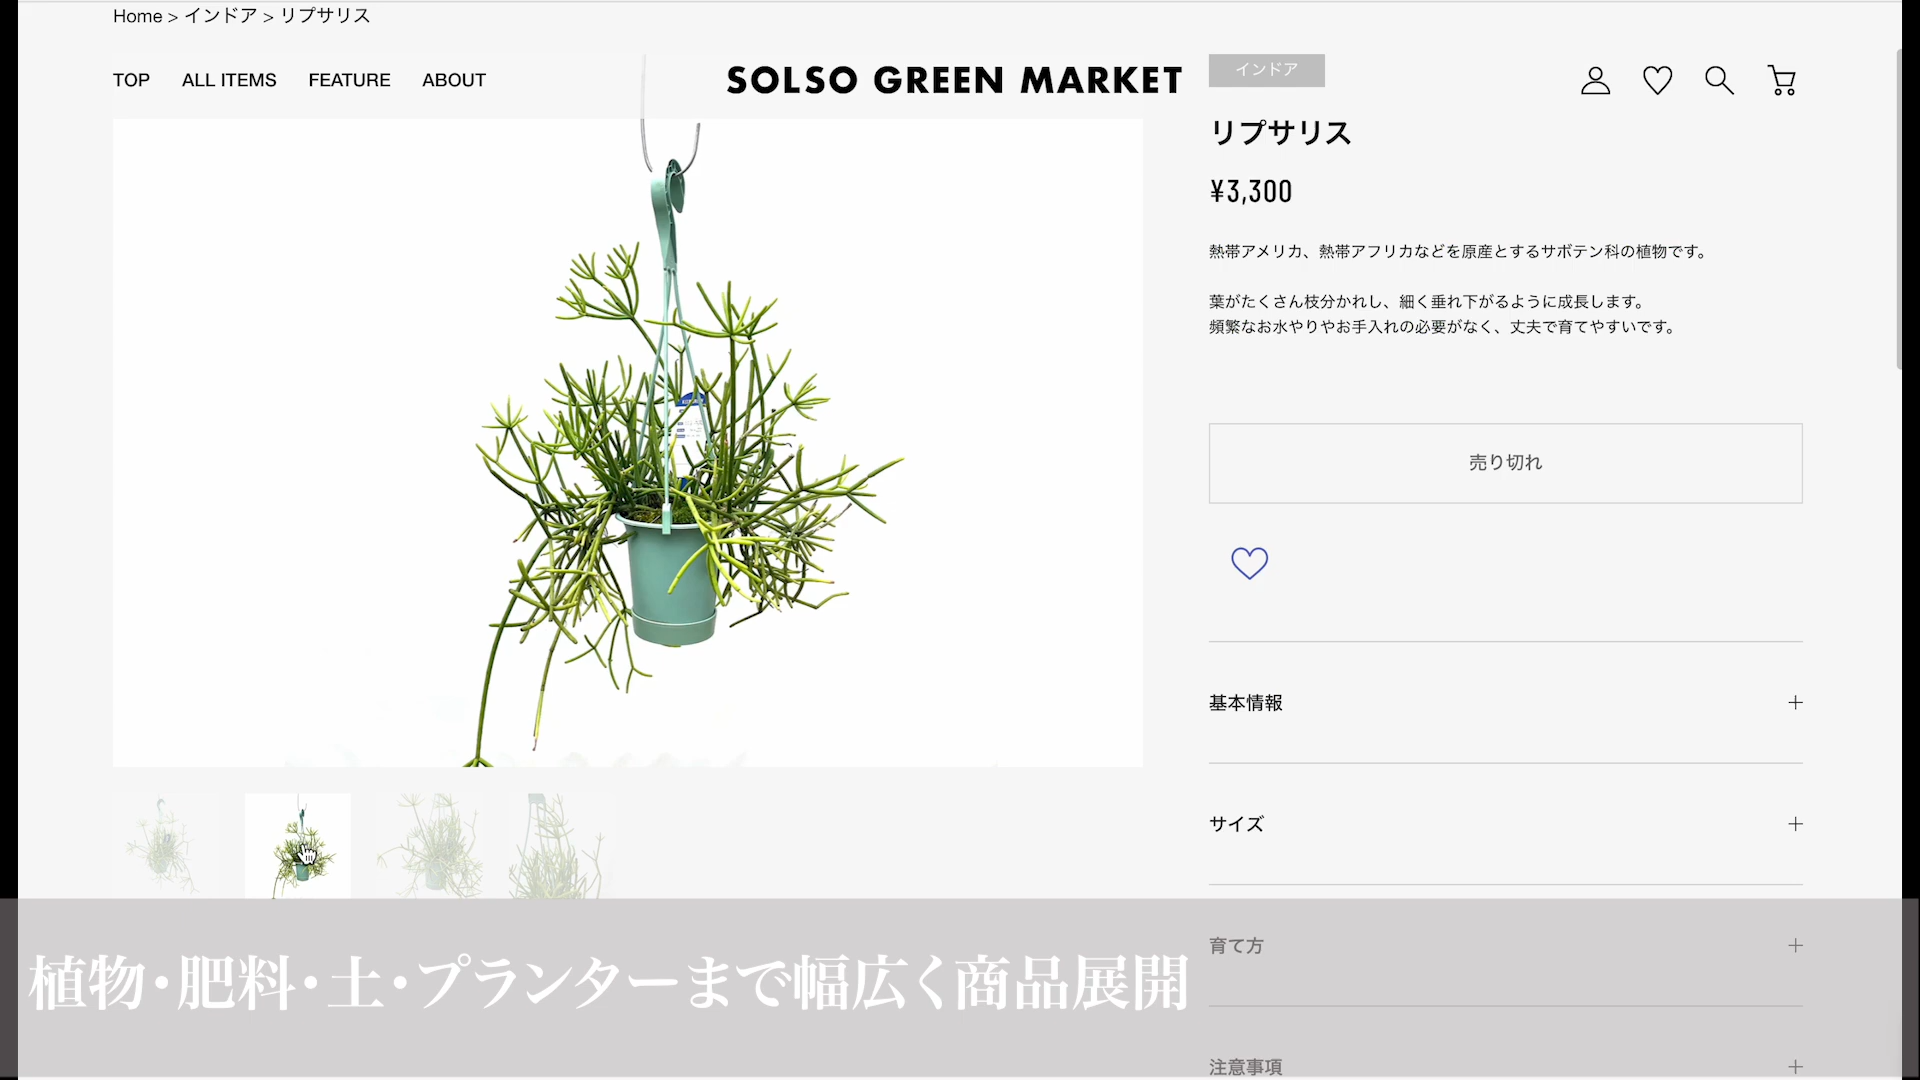 Home > インドア > リプサリス
TOP ALL ITEMS FEATURE ABOUT
SOLSO GREEN MARKET
インドア
リプサリス
¥3,300
熱帯アメリカ、熱帯アフリカなどを原産とするサボテン科の植物です。
葉がたくさん枝分かれし、細く垂れ下がるように成長します。
頻繁なお水やりやお手入れの必要がなく、丈夫で育てやすいです。
売り切れ
基本情報
サイズ
育て方
植物・肥料・土・プランターまで幅広く商品展開
注意事項